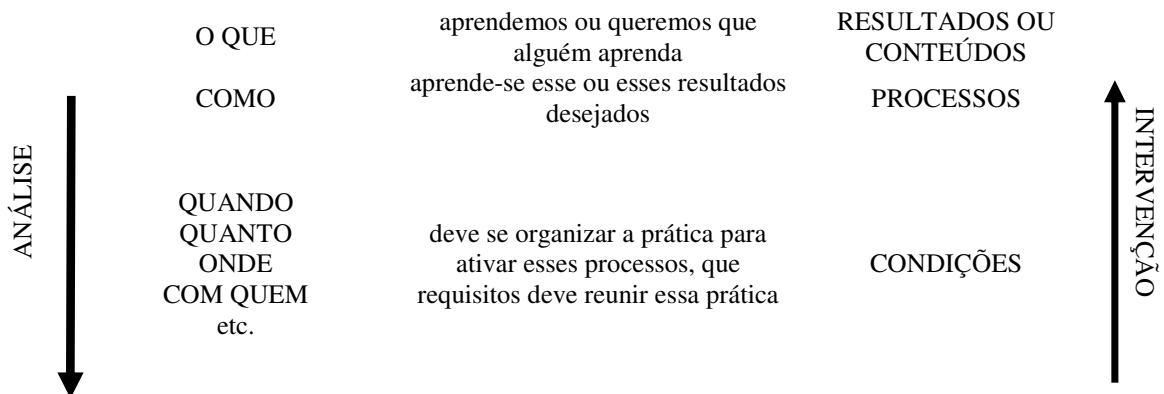 O QUE
aprendemos ou queremos que
alguém aprenda
RESULTADOS OU
CONTEÚDOS
COMO
aprende-se esse ou esses resultados
desejados
PROCESSOS
ANÁLISE
QUANDO
QUANTO
ONDE
COM QUEM
etc.
deve se organizar a prática para
ativar esses processos, que
requisitos deve reunir essa prática
CONDIÇÕES
INTERVENÇÃO